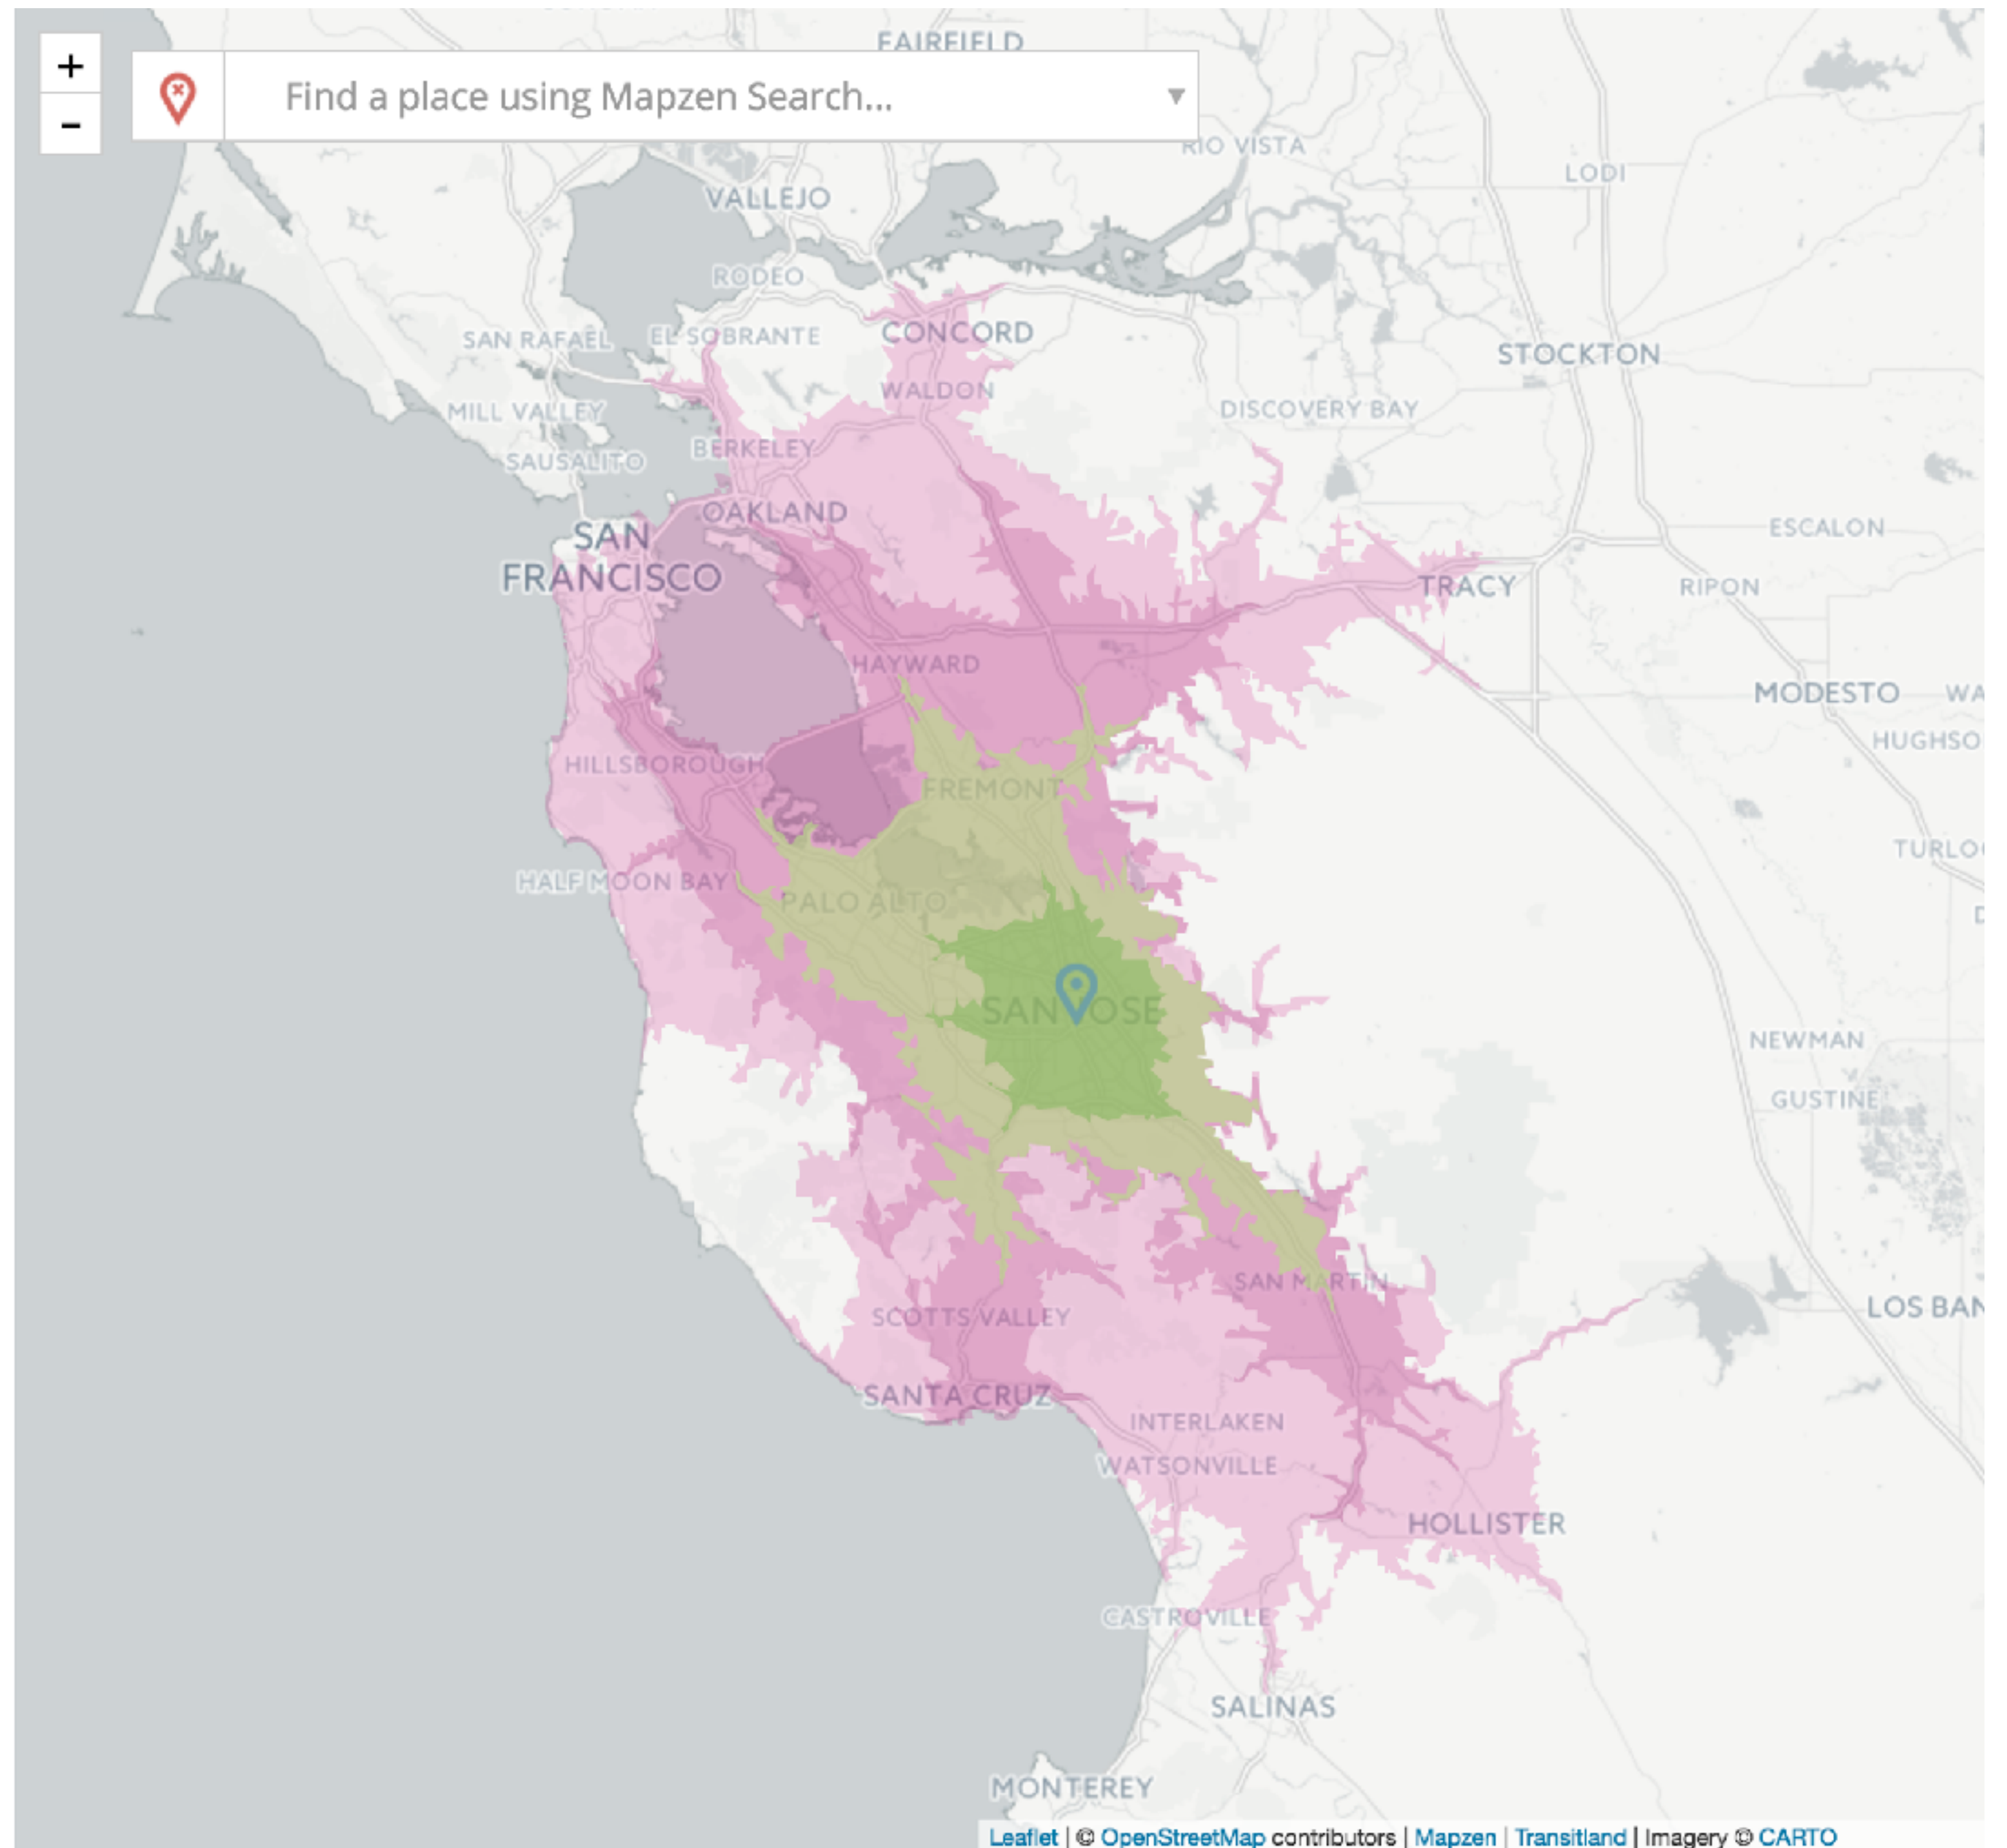 FAIRFIELD
+
Find a place using Mapzen Search...
−
RIO VISTA
LODI
VALLEJO
RODEO
SAN RAFAEL
EL SOBRANTE
CONCORD
STOCKTON
WALDON
MILL VALLEY
DISCOVERY BAY
BERKELEY
SAUSALITO
OAKLAND
ESCALON
SAN
FRANCISCO
TRACY
RIPON
HAYWARD
MODESTO
WA
HUGHSO
HILLSBOROUGH
FREMONT
TURLO
HALF MOON BAY
PALO ALTO
D
SAN JOSE
NEWMAN
GUSTINE
SAN MARTIN
LOS BAN
SCOTTS VALLEY
SANTA CRUZ
INTERLAKEN
WATSONVILLE
HOLLISTER
CASTROVILLE
SALINAS
MONTEREY
Leaflet | © OpenStreetMap contributors | Mapzen | Transitland | Imagery © CARTO